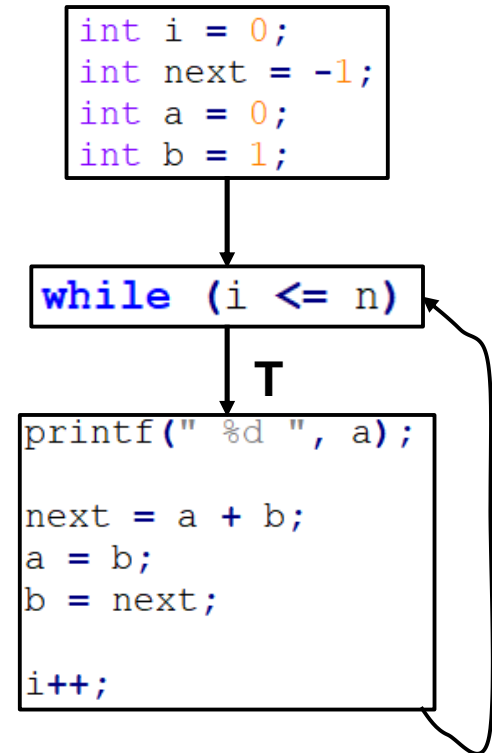 int i = 0;
int next = -1;
int a = 0;
int b = 1;
while (i <= n)
T
printf(" %d ", a);
next = a + b;
a = b;
b = next;
i++;